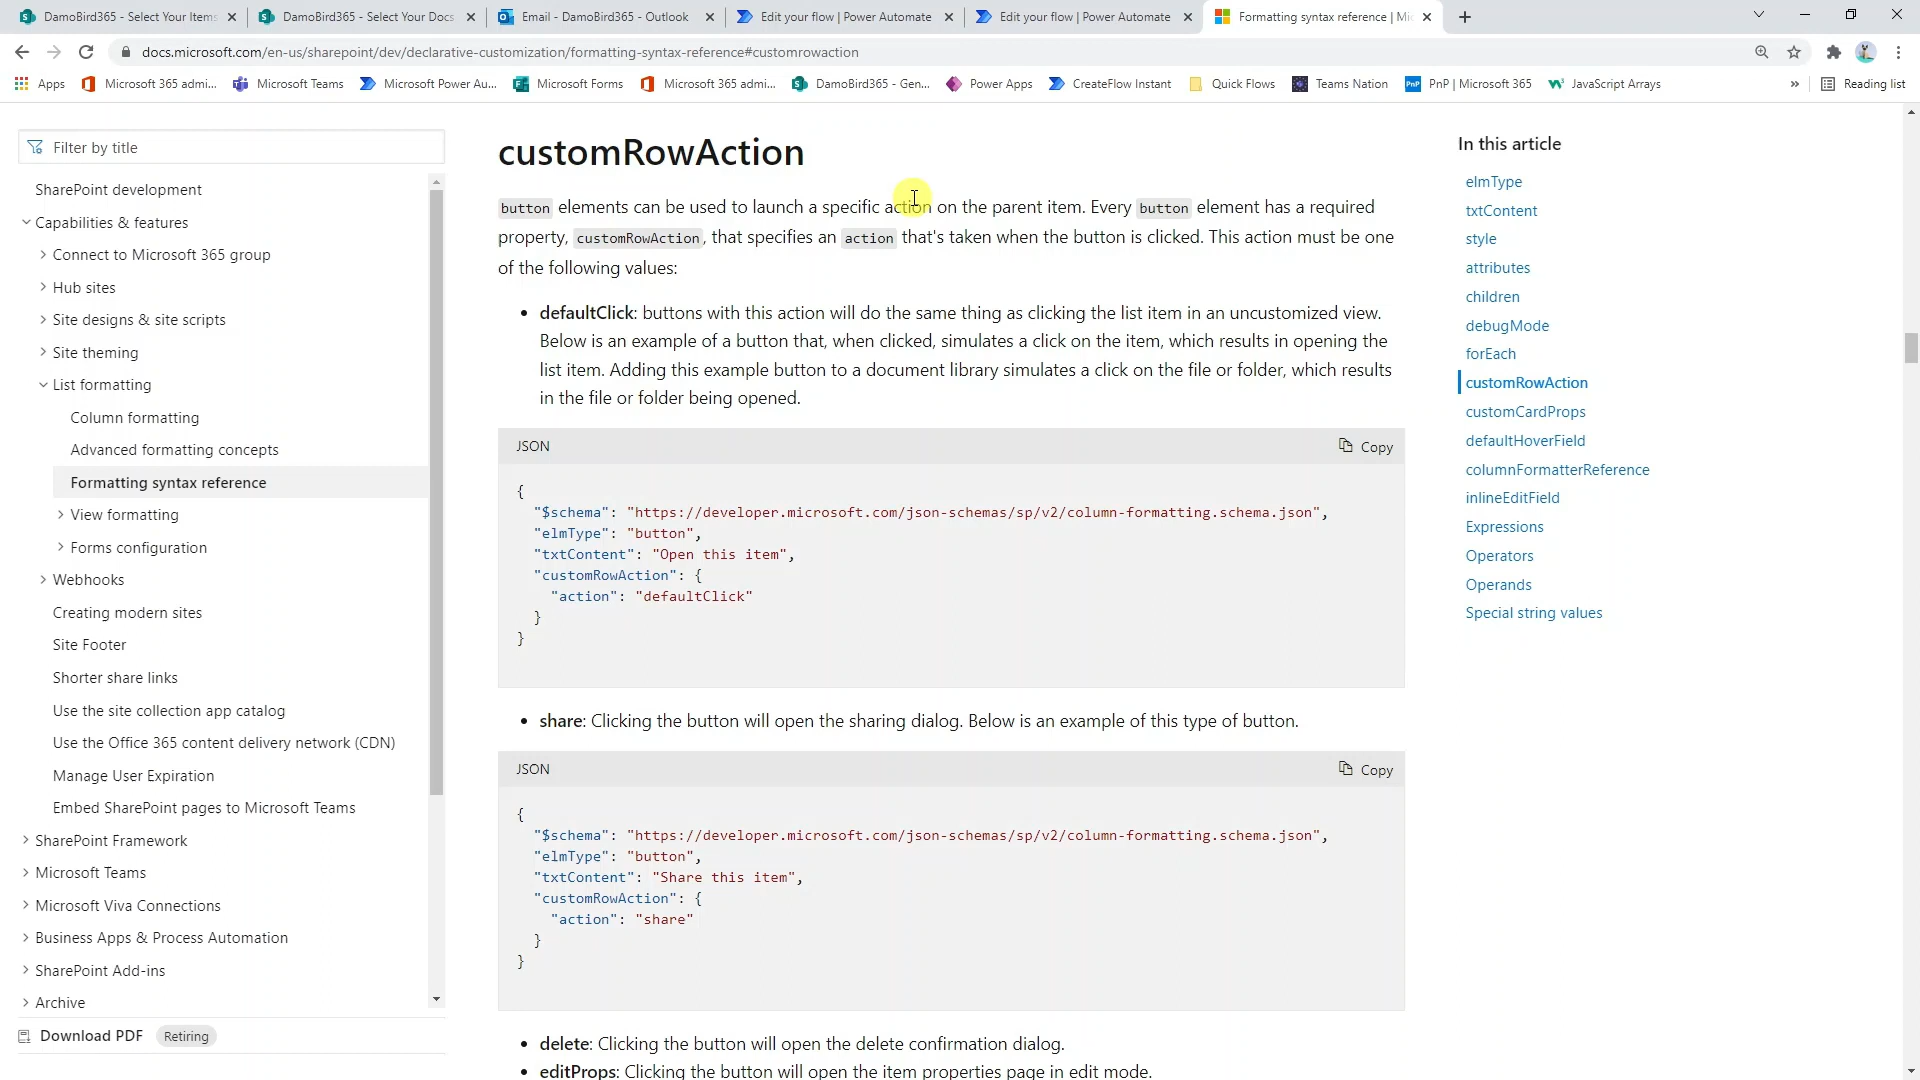 DamoBird365 - Select Your Items
DamoBird365 - Select Your Docs
Email - DamoBird365 - Outlook
Edit your flow | Power Automate
Edit your flow | Power Automate
Formatting syntax reference | Mi
docs.microsoft.com/en-us/sharepoint/dev/declarative-customization/formatting-syntax-reference#customrowaction
Apps
Microsoft 365 admi...
Microsoft Teams
Microsoft Power Au...
Microsoft Forms
Microsoft 365 admi...
DamoBird365 - Gen...
Power Apps
CreateFlow Instant
Quick Flows
Teams Nation
PnP | Microsoft 365
JavaScript Arrays
»
Reading list
Filter by title
SharePoint development
Capabilities & features
Connect to Microsoft 365 group
Hub sites
Site designs & site scripts
Site theming
List formatting
Column formatting
Advanced formatting concepts
Formatting syntax reference
View formatting
Forms configuration
Webhooks
Creating modern sites
Site Footer
Shorter share links
Use the site collection app catalog
Use the Office 365 content delivery network (CDN)
Manage User Expiration
Embed SharePoint pages to Microsoft Teams
SharePoint Framework
Microsoft Teams
Microsoft Viva Connections
Business Apps & Process Automation
SharePoint Add-ins
Archive
Download PDF Retiring
customRowAction
button elements can be used to launch a specific action on the parent item. Every button element has a required
property, customRowAction, that specifies an action that's taken when the button is clicked. This action must be one
of the following values:
• defaultClick: buttons with this action will do the same thing as clicking the list item in an uncustomized view.
Below is an example of a button that, when clicked, simulates a click on the item, which results in opening the
list item. Adding this example button to a document library simulates a click on the file or folder, which results
in the file or folder being opened.
JSON Copy
{
"$schema": "https://developer.microsoft.com/json-schemas/sp/v2/column-formatting.schema.json",
"elmType": "button",
"txtContent": "Open this item",
"customRowAction": {
"action": "defaultClick"
}
}
• share: Clicking the button will open the sharing dialog. Below is an example of this type of button.
JSON Copy
{
"$schema": "https://developer.microsoft.com/json-schemas/sp/v2/column-formatting.schema.json",
"elmType": "button",
"txtContent": "Share this item",
"customRowAction": {
"action": "share"
}
}
• delete: Clicking the button will open the delete confirmation dialog.
• editProps: Clicking the button will open the item properties page in edit mode.
In this article
elmType
txtContent
style
attributes
children
debugMode
forEach
customRowAction
customCardProps
defaultHoverField
columnFormatterReference
inlineEditField
Expressions
Operators
Operands
Special string values